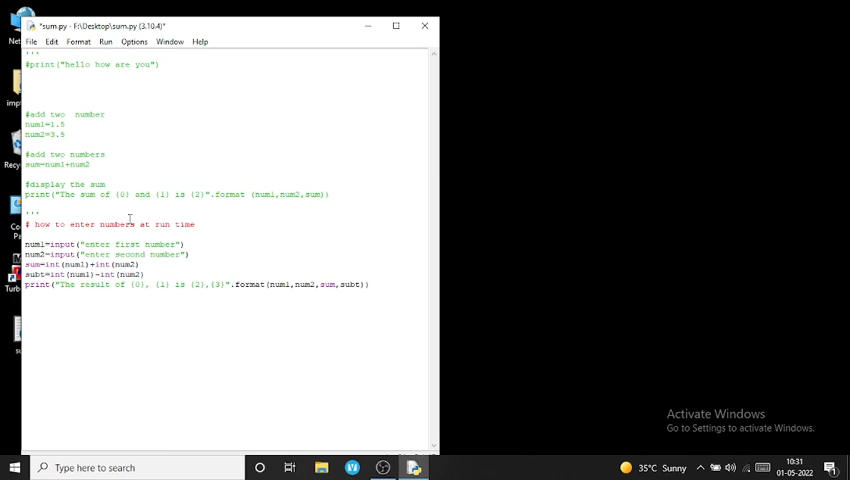 *sum.py - F:\Desktop\sum.py (3.10.4)*
File Edit Format Run Options Window Help
'''
#print("hello how are you")
#add two  number
num1=1.5
num2=3.5
#add two numbers
sum=num1+num2
#display the sum
print("The sum of {0} and {1} is {2}".format (num1,num2,sum))
'''
# how to enter numbers at run time
num1=input("enter first number")
num2=input("enter second number")
sum=int(num1)+int(num2)
subt=int(num1)-int(num2)
print("The result of {0}, {1} is {2},{3}".format(num1,num2,sum,subt))
Activate Windows
Go to Settings to activate Windows.
Type here to search
35°C Sunny
10:31
01-05-2022